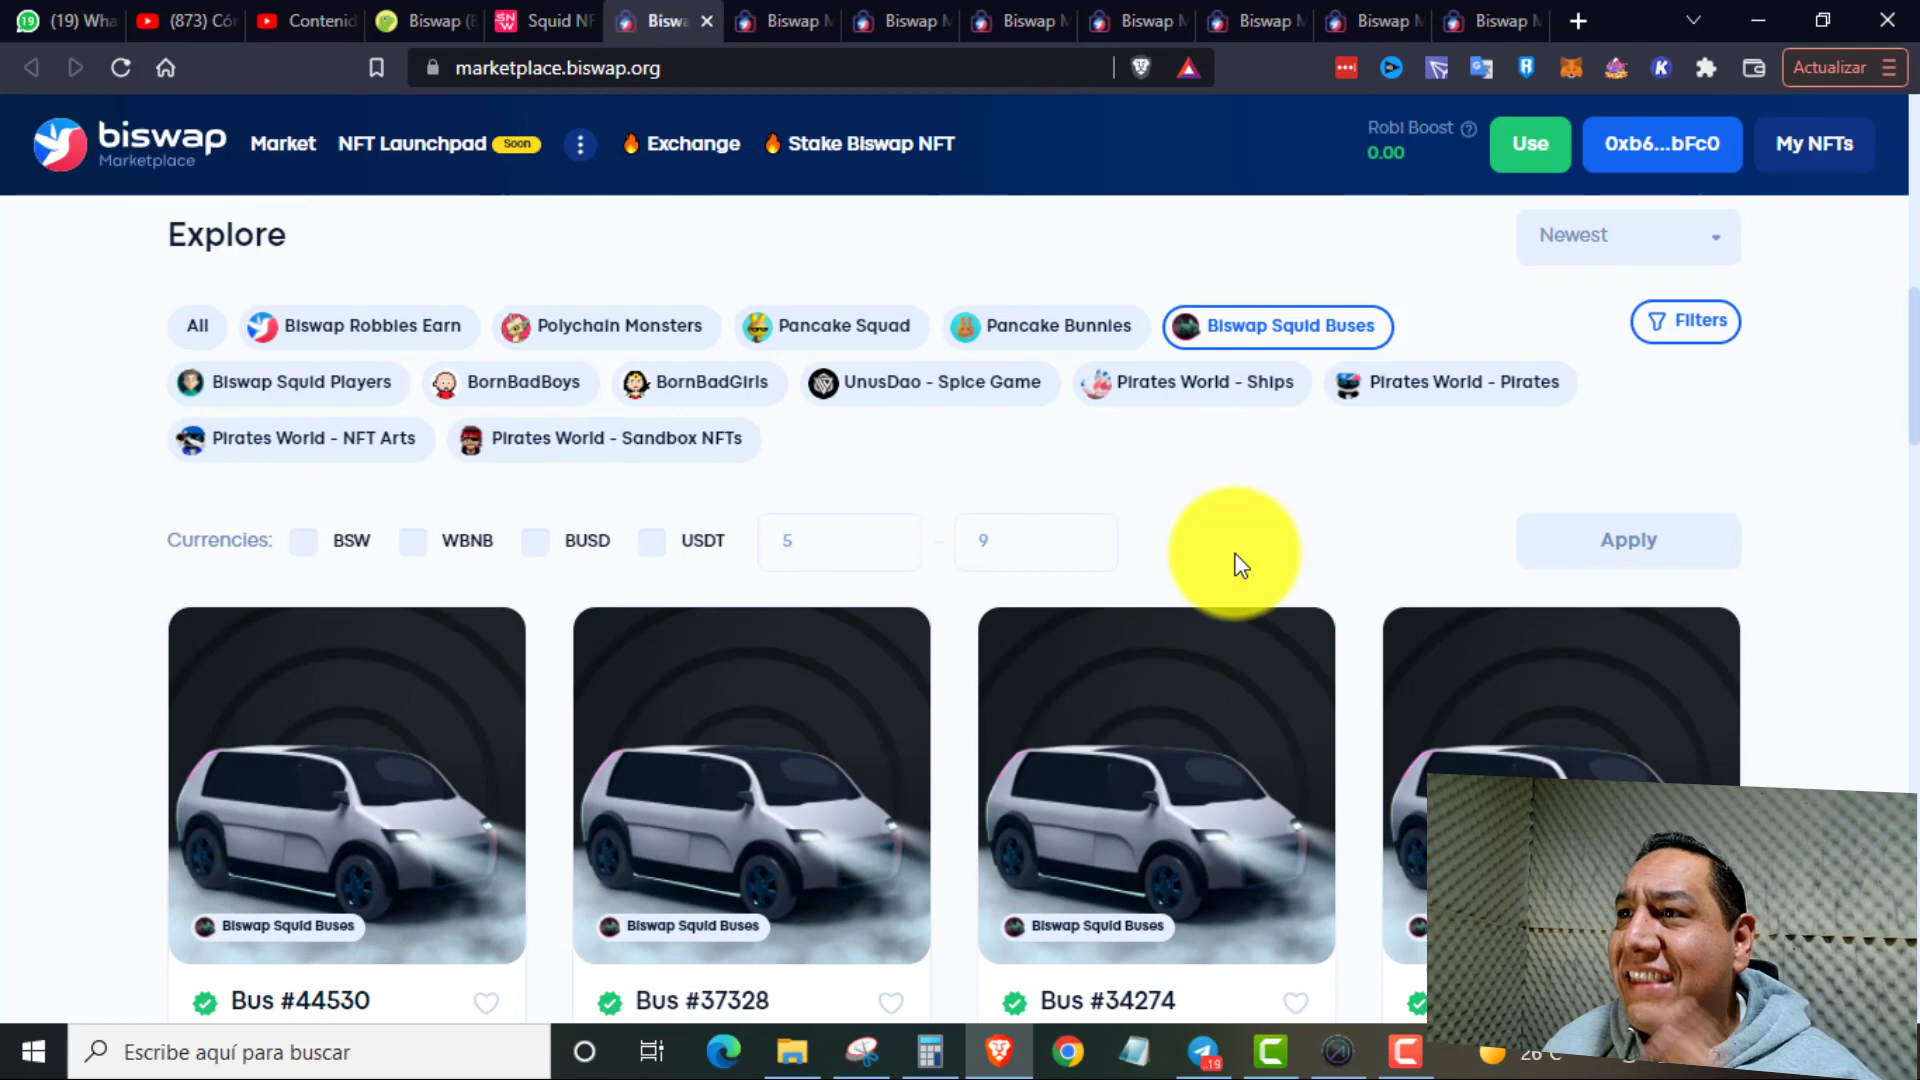 (19) Wha
(873) Cór
Contenid
Biswap (E
Squid NF
Biswa
Biswap M
Biswap M
Biswap M
Biswap M
Biswap M
Biswap M
Biswap M
marketplace.biswap.org
Actualizar
biswap
Marketplace
Market
NFT Launchpad Soon
Exchange
Stake Biswap NFT
Robi Boost
0.00
Use
0xb6...bFc0
My NFTs
Explore
Newest
All
Biswap Robbies Earn
Polychain Monsters
Pancake Squad
Pancake Bunnies
Biswap Squid Buses
Filters
Biswap Squid Players
BornBadBoys
BornBadGirls
UnusDao - Spice Game
Pirates World - Ships
Pirates World - Pirates
Pirates World - NFT Arts
Pirates World - Sandbox NFTs
Currencies: BSW WBNB BUSD USDT 5 - 9
Apply
Biswap Squid Buses
Biswap Squid Buses
Biswap Squid Buses
Bus #44530
Bus #37328
Bus #34274
Escribe aquí para buscar
26°C